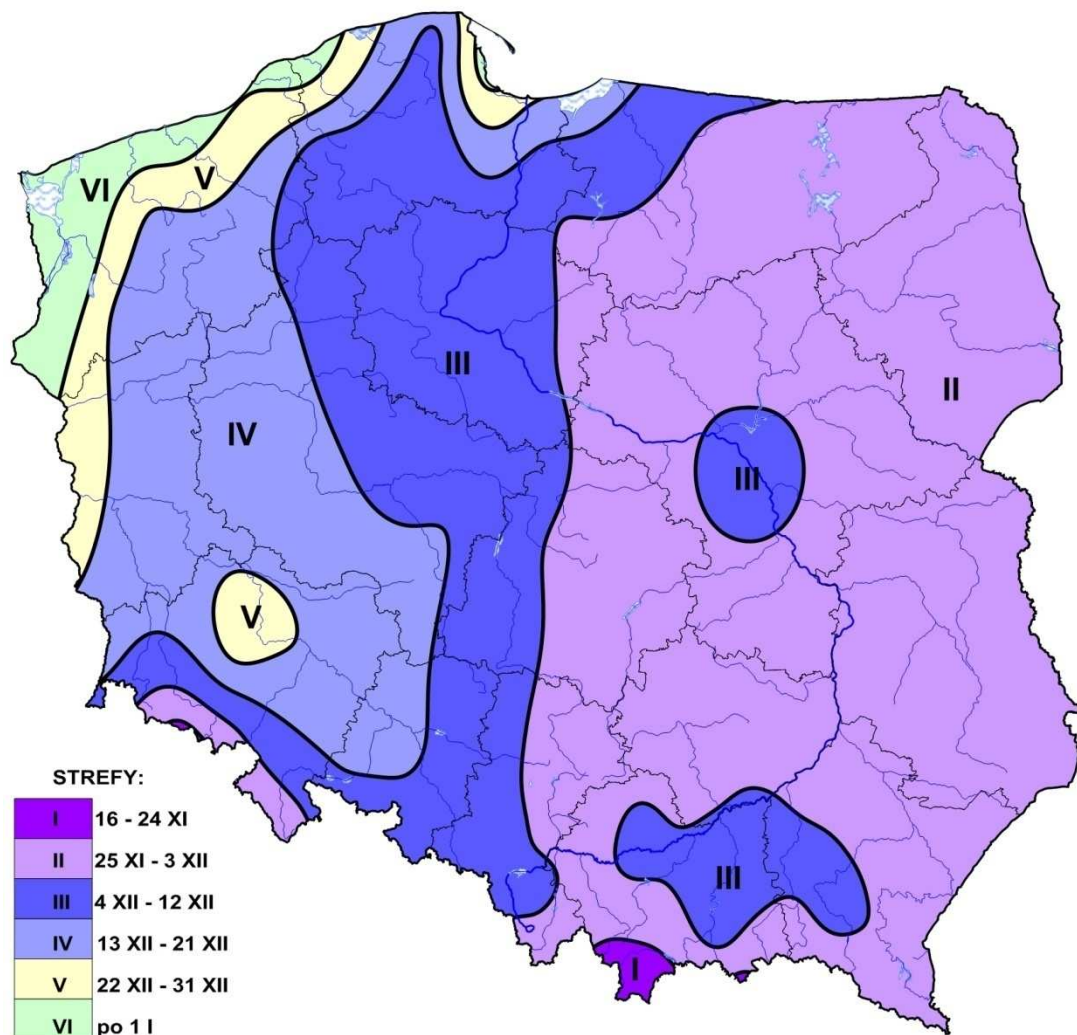 VI
V
III
II
IV
III
V
III
I
STREFY:
I 16 - 24 XI
II 25 XI - 3 XII
III 4 XII - 12 XII
IV 13 XII - 21 XII
V 22 XII - 31 XII
VI po 1 I